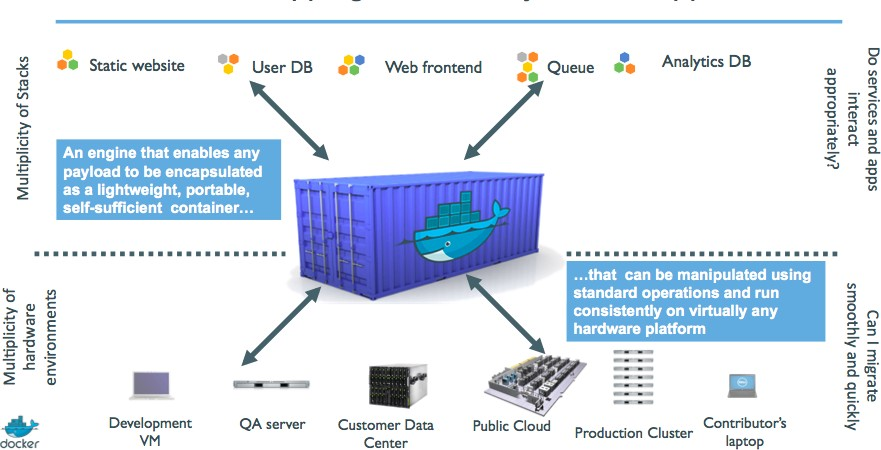 Static website
User DB
Web frontend
Queue
Analytics DB
Multiplicity of Stacks
Do services and apps
interact
appropriately?
An engine that enables any
payload to be encapsulated
as a lightweight, portable,
self-sufficient container…
…that can be manipulated using
standard operations and run
consistently on virtually any
hardware platform
Multiplicity of
hardware
environments
Can I migrate
smoothly and quickly
Development
VM
QA server
Customer Data
Center
Public Cloud
Production Cluster
Contributor’s
laptop
docker